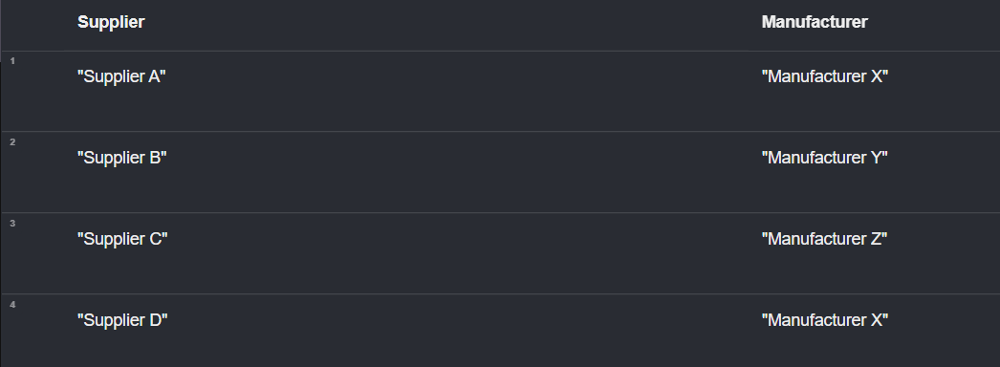 Supplier Manufacturer
1 "Supplier A" "Manufacturer X"
2 "Supplier B" "Manufacturer Y"
3 "Supplier C" "Manufacturer Z"
4 "Supplier D" "Manufacturer X"